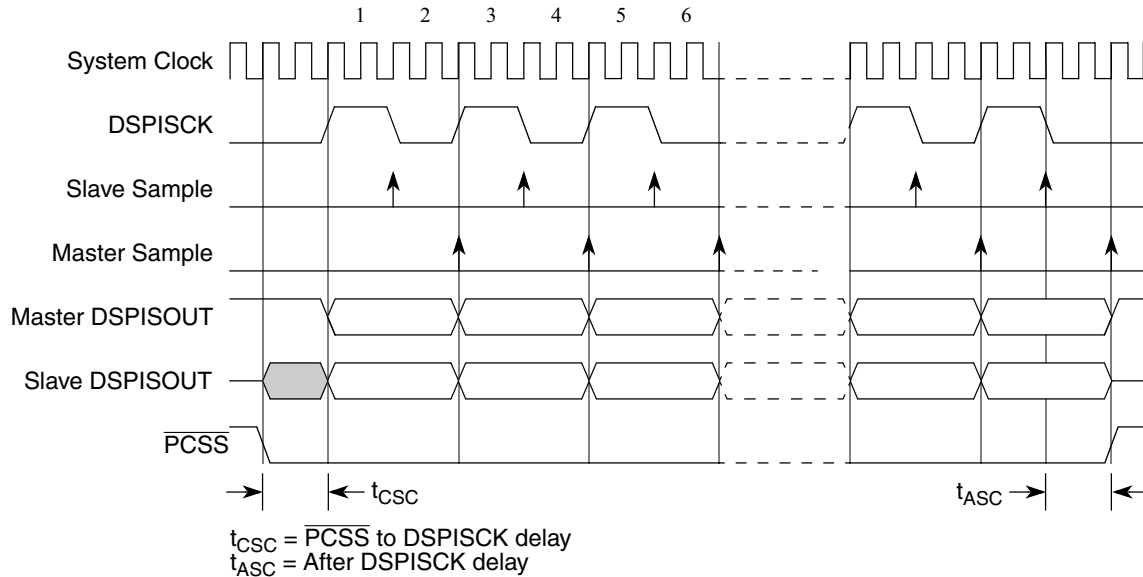 1 2 3 4 5 6
System Clock
DSPISCK
Slave Sample
Master Sample
Master DSPISOUT
Slave DSPISOUT
PCSS
tCSC tASC
tCSC = PCSS to DSPISCK delay
tASC = After DSPISCK delay